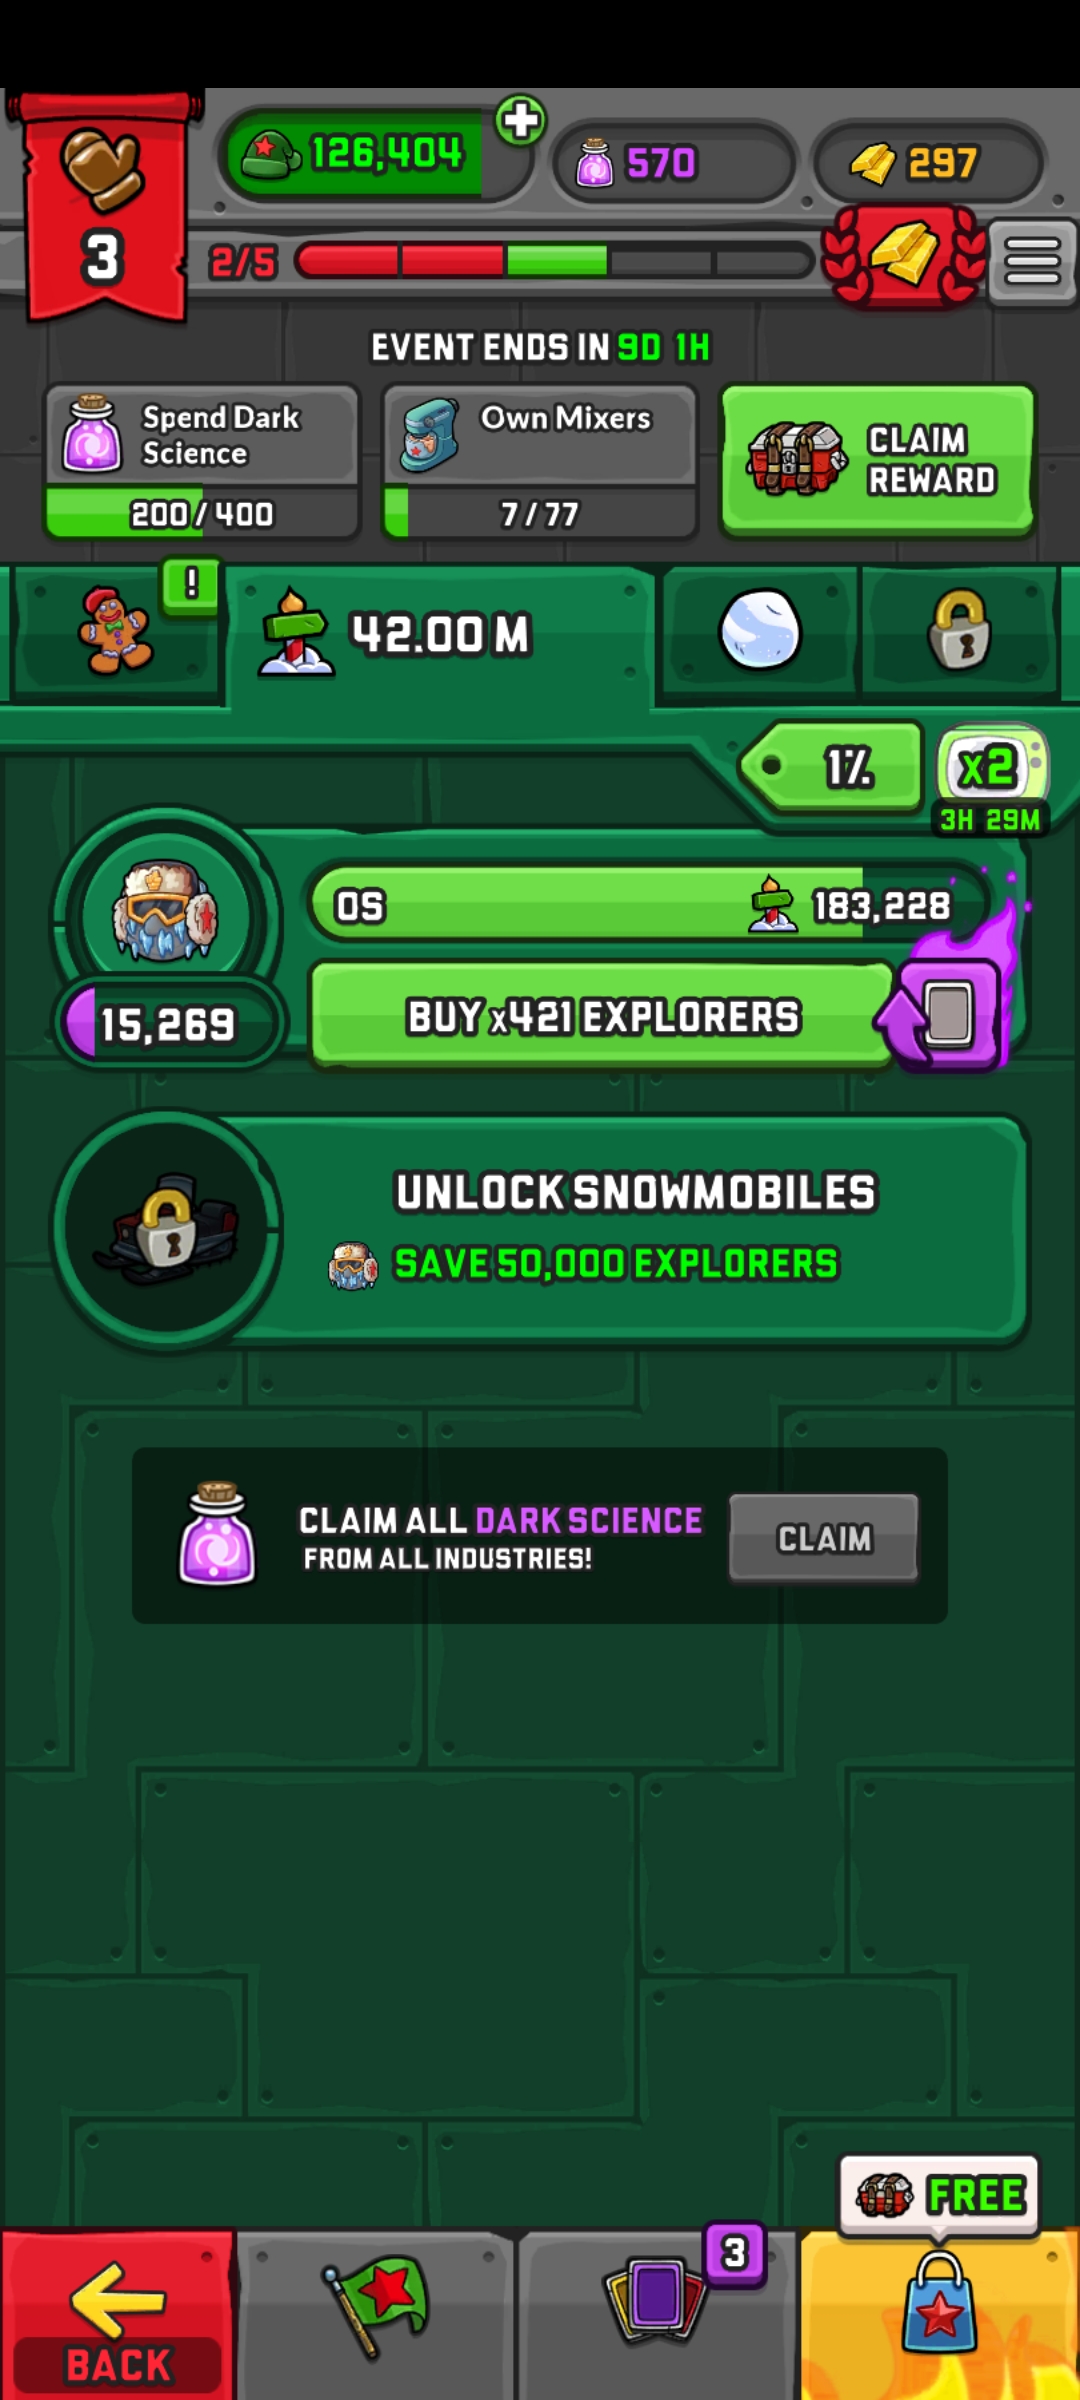 126,404
570
297
3
2/5
EVENT ENDS IN 9D 1H
Spend Dark
Science
200/400
Own Mixers
7/77
CLAIM
REWARD
!
42.00 M
1%
x2
3H 29M
0S
183,228
15,269
BUY x421 EXPLORERS
UNLOCK SNOWMOBILES
SAVE 50,000 EXPLORERS
CLAIM ALL DARK SCIENCE
FROM ALL INDUSTRIES!
CLAIM
FREE
3
BACK